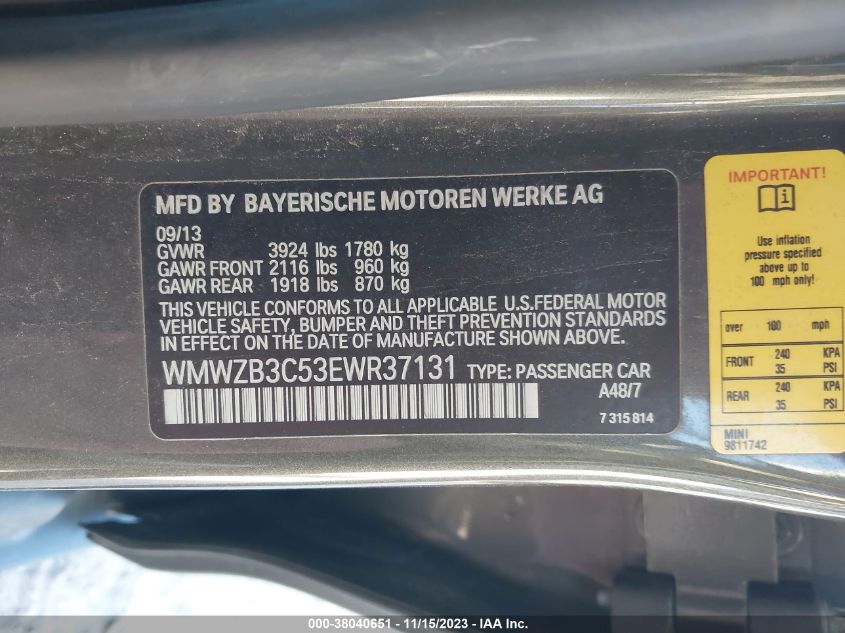 MFD BY BAYERISCHE MOTOREN WERKE AG
09/13
GVWR 3924 lbs 1780 kg
GAWR FRONT 2116 lbs 960 kg
GAWR REAR 1918 lbs 870 kg
THIS VEHICLE CONFORMS TO ALL APPLICABLE U.S.FEDERAL MOTOR
VEHICLE SAFETY, BUMPER AND THEFT PREVENTION STANDARDS
IN EFFECT ON THE DATE OF MANUFACTURE SHOWN ABOVE.
WMWZB3C53EWR37131 TYPE: PASSENGER CAR
A48/7
7 315 814
IMPORTANT!
i
Use inflation
pressure specified
above up to
100 mph only!
over 100 mph
FRONT 240 KPA
35 PSI
REAR 240 KPA
35 PSI
MINI
9811742
000-38040651 - 11/15/2023 - IAA Inc.